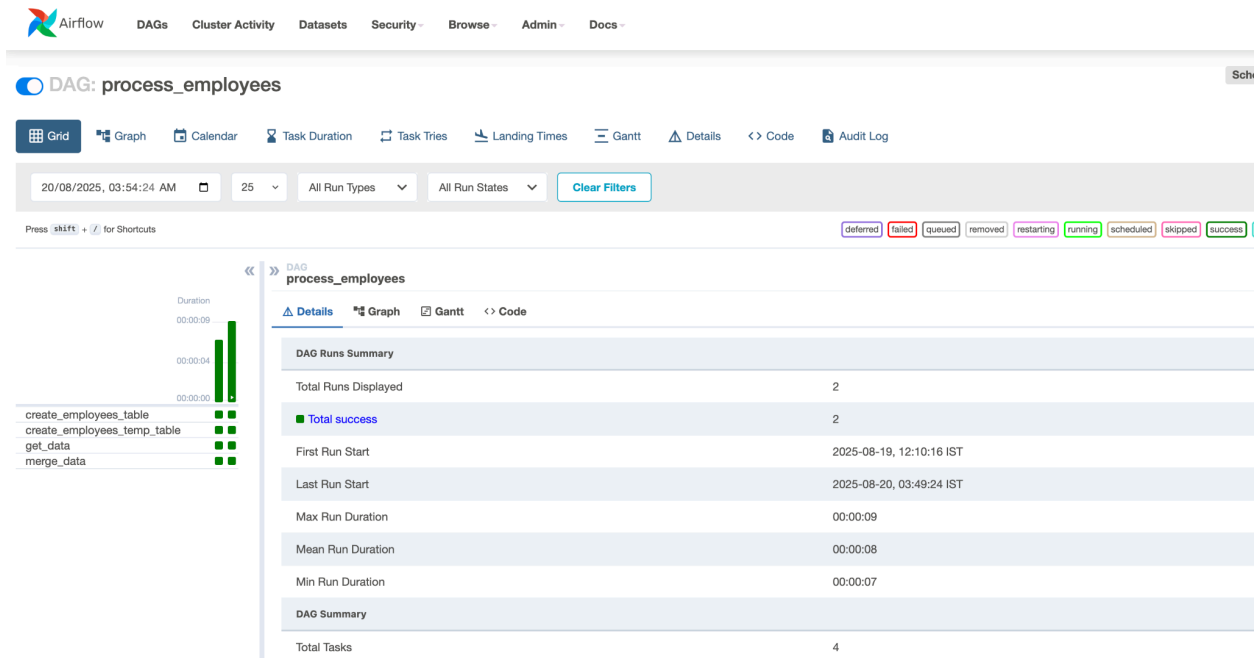 Airflow DAGs Cluster Activity Datasets Security Browse Admin Docs
DAG: process_employees
Grid Graph Calendar Task Duration Task Tries Landing Times Gantt Details <> Code Audit Log
20/08/2025, 03:54:24 AM 25 All Run Types All Run States Clear Filters
Press shift + / for Shortcuts
deferred failed queued removed restarting running scheduled skipped success
DAG
process_employees
Details Graph Gantt <> Code
Duration
00:00:09
00:00:04
00:00:00
create_employees_table
create_employees_temp_table
get_data
merge_data
DAG Runs Summary
Total Runs Displayed 2
Total success 2
First Run Start 2025-08-19, 12:10:16 IST
Last Run Start 2025-08-20, 03:49:24 IST
Max Run Duration 00:00:09
Mean Run Duration 00:00:08
Min Run Duration 00:00:07
DAG Summary
Total Tasks 4